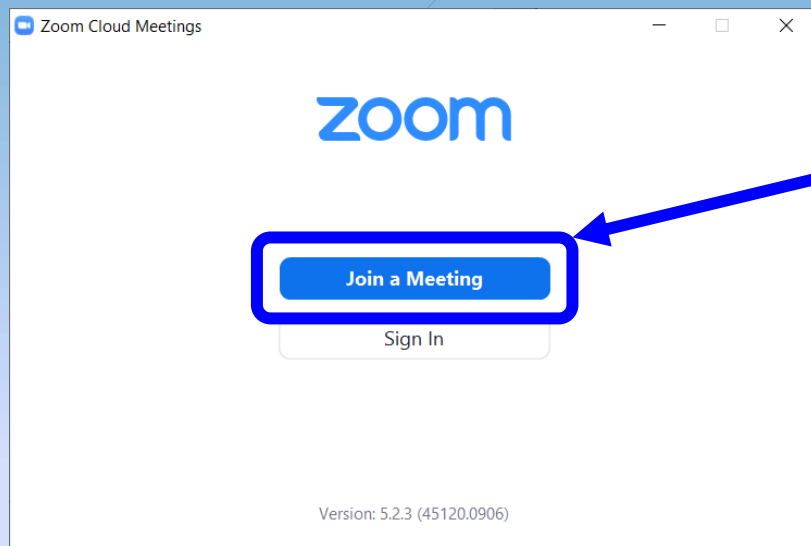 Zoom Cloud Meetings
zoom
Join a Meeting
Sign In
Version: 5.2.3 (45120.0906)